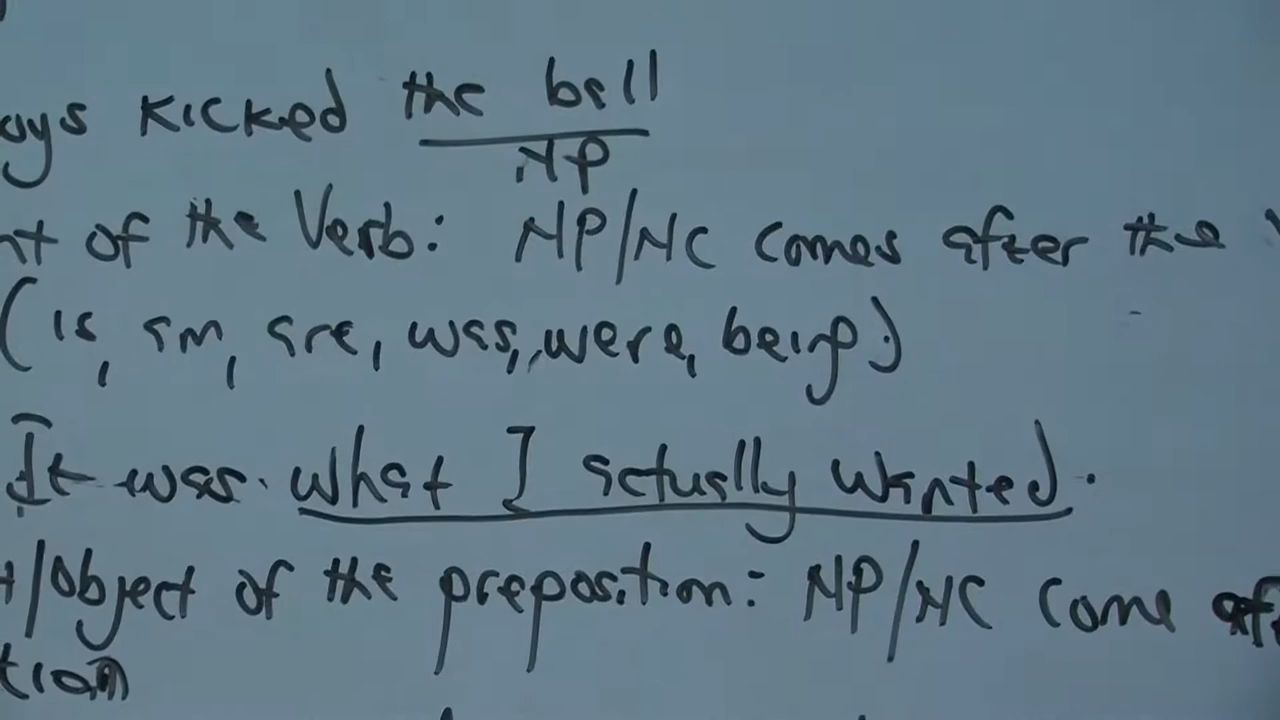 oys kicked the ball
NP
nt of the Verb: NP/NC comes after the
(is, am, are, was, were, being)
It was what I actually wanted.
t/object of the preposition: NP/NC come aft
tion